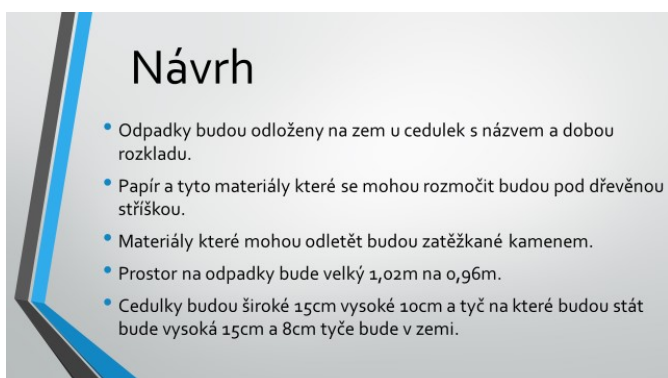 Návrh
• Odpadky budou odloženy na zem u cedulek s názvem a dobou
rozkladu.
• Papír a tyto materiály které se mohou rozmočit budou pod dřevěnou
stříškou.
• Materiály které mohou odletět budou zatěžkané kamenem.
• Prostor na odpadky bude velký 1,02m na 0,96m.
• Cedulky budou široké 15cm vysoké 10cm a tyč na které budou stát
bude vysoká 15cm a 8cm tyče bude v zemi.